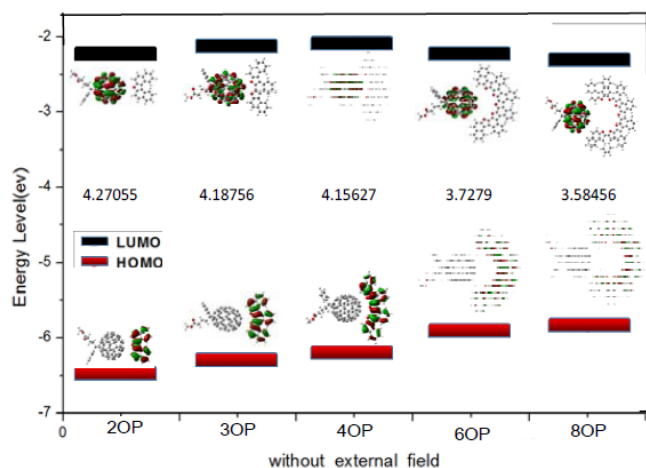 -2
-3
-4
-5
-6
-7
Energy Level(ev)
4.27055
4.18756
4.15627
3.7279
3.58456
LUMO
HOMO
0
2OP
3OP
4OP
6OP
8OP
without external field